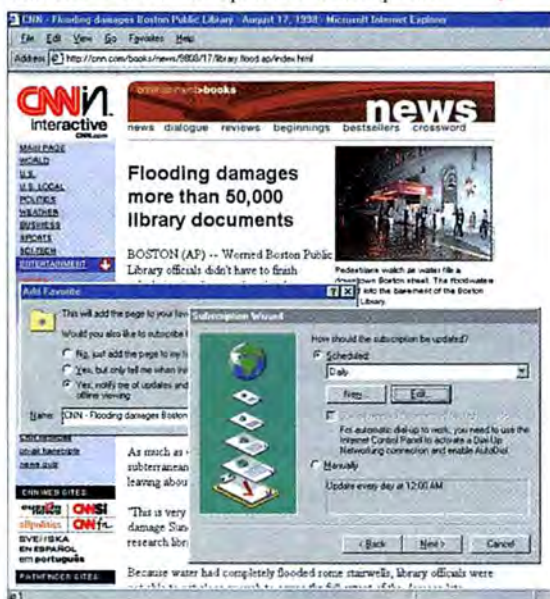 CNN - Flooding damages Boston Public Library - August 17, 1998 - Microsoft Internet Explorer
File Edit View Go Favorites Help
Address http://cnn.com/books/news/9808/17/library.flood.ap/index.html
CNNin
interactive
CNN.com
entertainment>books
news
news dialogue reviews beginnings bestsellers crossword
MAIN PAGE
WORLD
U.S.
U.S. LOCAL
POLITICS
WEATHER
BUSINESS
SPORTS
SCI-TECH
ENTERTAINMENT
Flooding damages
more than 50,000
library documents
BOSTON (AP) -- Worried Boston Public
Library officials didn't have to finish
Pedestrians watch as water fills a
downtown Boston street. The floodwaters
into the basement of the Boston
Library.
Add Favorite
This will add the page to your
Would you also like to subscribe
No, just add the page to my
Yes, but only tell me when
Yes, notify me of updates and
offline viewing
Name: CNN - Flooding damages Boston
Subscription Wizard
How should the subscription be updated?
Scheduled
Daily
New... Edit...
For automatic dial-up to work, you need to use the
Internet Control Panel to activate a Dial-Up
Networking connection and enable AutoDial.
Manually
Update every day at 12:00 AM
< Back Next > Cancel
news quiz
CNN WEB SITES:
CNNSI
allpolitics CNNfn
SVENSKA
EN ESPAÑOL
em português
PATHFINDER SITES:
As much as
subterranean
leaving abou
"This is very
damage Sun
research libr
Because water had completely flooded some stairwells, library officials were